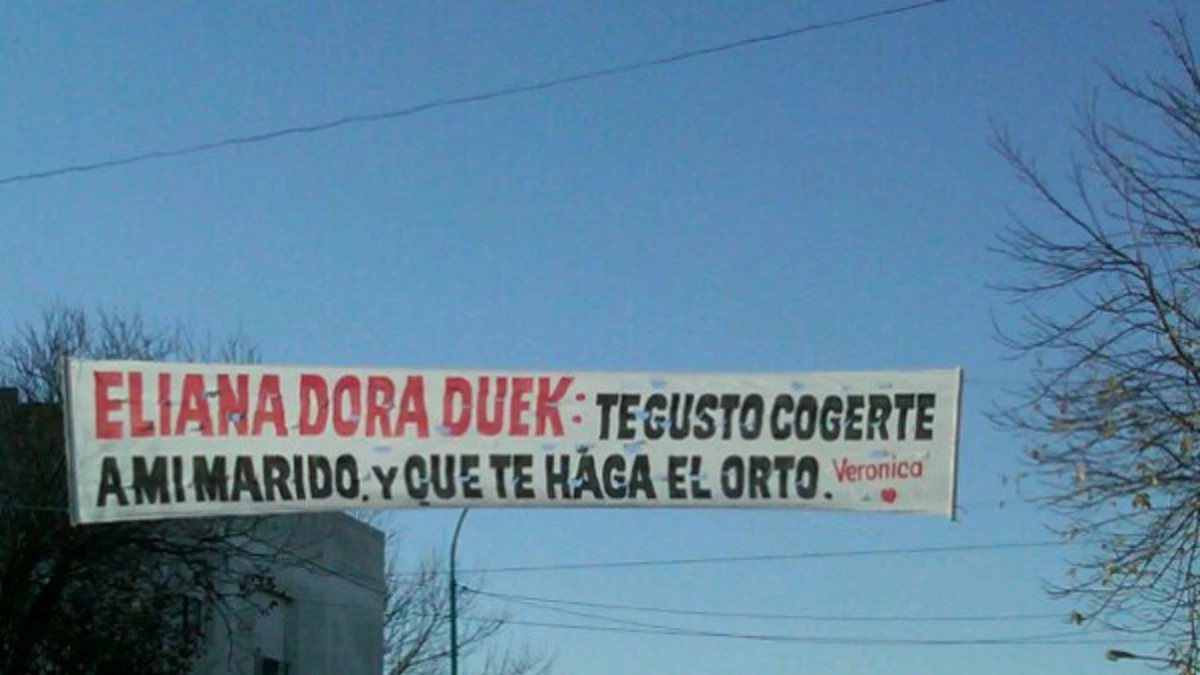 ELIANA DORA DUEK: TE GUSTO COGERTE
A MI MARIDO. Y QUE TE HAGA EL ORTO. Veronica